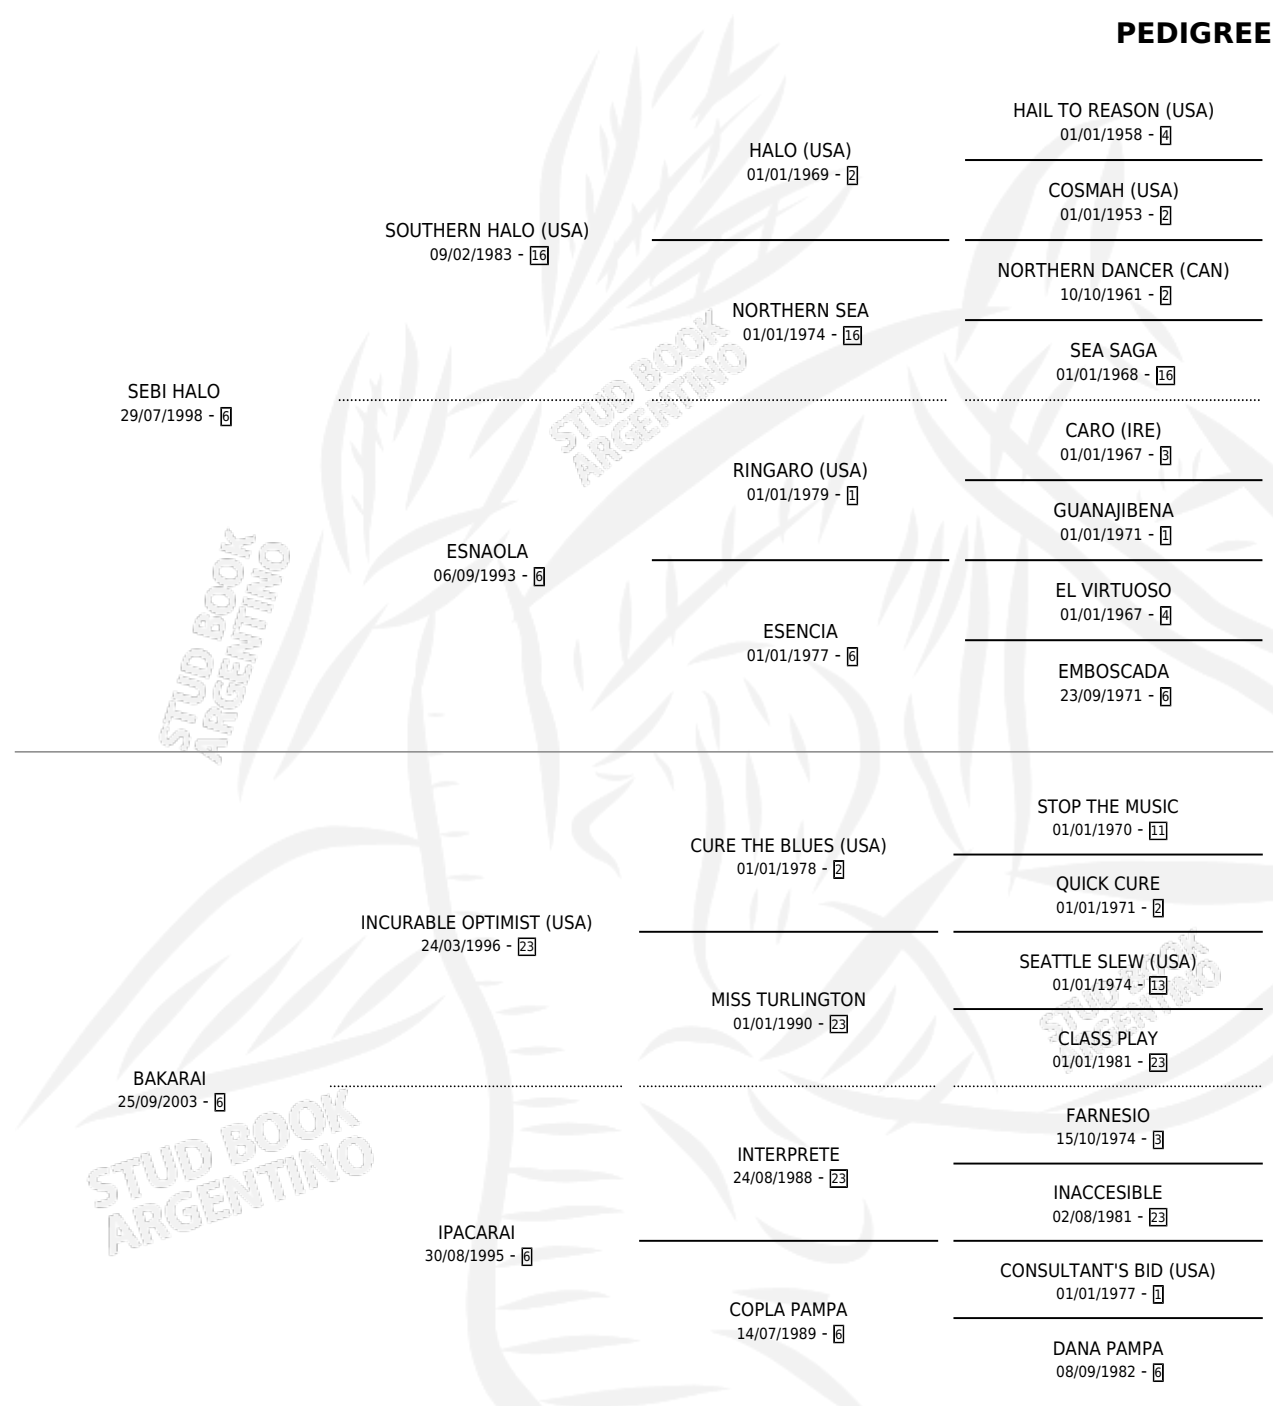 PEDIGREE
HAIL TO REASON (USA)
01/01/1958 - 4
HALO (USA)
01/01/1969 - 2
COSMAH (USA)
01/01/1953 - 2
SOUTHERN HALO (USA)
09/02/1983 - 16
NORTHERN DANCER (CAN)
10/10/1961 - 2
NORTHERN SEA
01/01/1974 - 16
SEA SAGA
01/01/1968 - 16
SEBI HALO
29/07/1998 - 6
STUD BOOK
ARGENTINO
CARO (IRE)
01/01/1967 - 3
RINGARO (USA)
01/01/1979 - 1
GUANAJIBENA
01/01/1971 - 1
ESNAOLA
06/09/1993 - 6
EL VIRTUOSO
01/01/1967 - 4
ESENCIA
01/01/1977 - 6
EMBOSCADA
23/09/1971 - 6
STUD BOOK
ARGENTINO
STOP THE MUSIC
01/01/1970 - 11
CURE THE BLUES (USA)
01/01/1978 - 2
QUICK CURE
01/01/1971 - 2
INCURABLE OPTIMIST (USA)
24/03/1996 - 23
SEATTLE SLEW (USA)
01/01/1974 - 13
MISS TURLINGTON
01/01/1990 - 23
STUD BOOK
ARGENTINO
CLASS PLAY
01/01/1981 - 23
BAKARAI
25/09/2003 - 6
STUD BOOK
ARGENTINO
FARNESIO
15/10/1974 - 3
INTERPRETE
24/08/1988 - 23
INACCESIBLE
02/08/1981 - 23
IPACARAI
30/08/1995 - 6
CONSULTANT'S BID (USA)
01/01/1977 - 1
COPLA PAMPA
14/07/1989 - 6
DANA PAMPA
08/09/1982 - 6